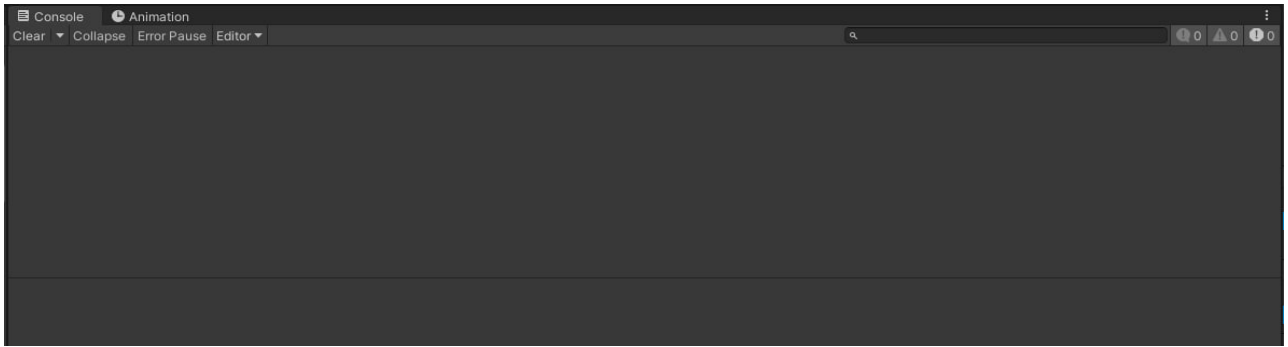 Console Animation
Clear Collapse Error Pause Editor 0 0 0